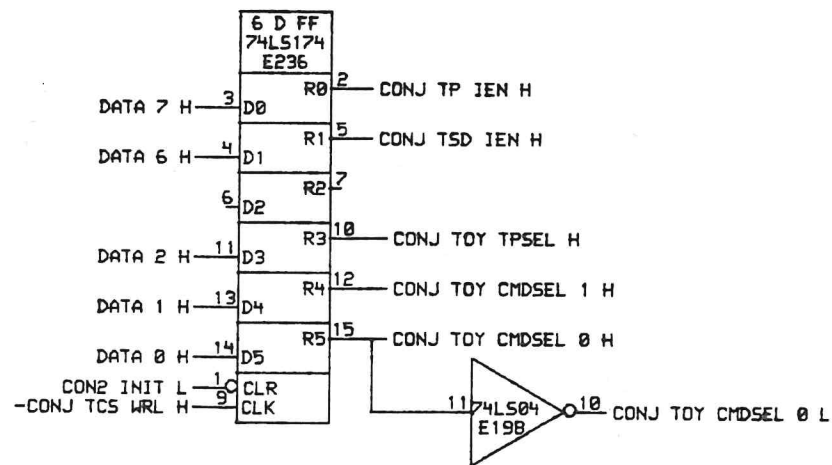 6 D FF
74LS174
E236
R0 2 CONJ TP IEN H
DATA 7 H 3 D0
R1 5 CONJ TSD IEN H
DATA 6 H 4 D1
R2 7
6 D2
R3 10 CONJ TOY TPSEL H
DATA 2 H 11 D3
R4 12 CONJ TOY CMDSEL 1 H
DATA 1 H 13 D4
R5 15 CONJ TOY CMDSEL 0 H
DATA 0 H 14 D5
CON2 INIT L 1 CLR
-CONJ TCS WRL H 9 CLK
11 74LS04 10 CONJ TOY CMDSEL 0 L
E198